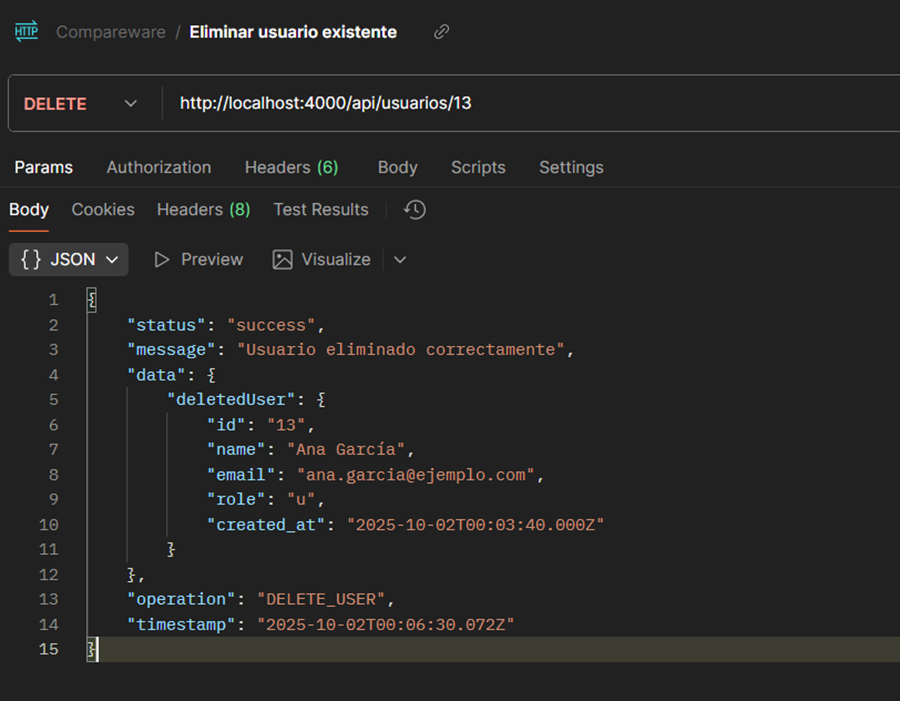 HTTP Compareware / Eliminar usuario existente
DELETE http://localhost:4000/api/usuarios/13
Params Authorization Headers (6) Body Scripts Settings
Body Cookies Headers (8) Test Results
{} JSON Preview Visualize
1 {
2 "status": "success",
3 "message": "Usuario eliminado correctamente",
4 "data": {
5 "deletedUser": {
6 "id": "13",
7 "name": "Ana García",
8 "email": "ana.garcia@ejemplo.com",
9 "role": "u",
10 "created_at": "2025-10-02T00:03:40.000Z"
11 }
12 },
13 "operation": "DELETE_USER",
14 "timestamp": "2025-10-02T00:06:30.072Z"
15 }